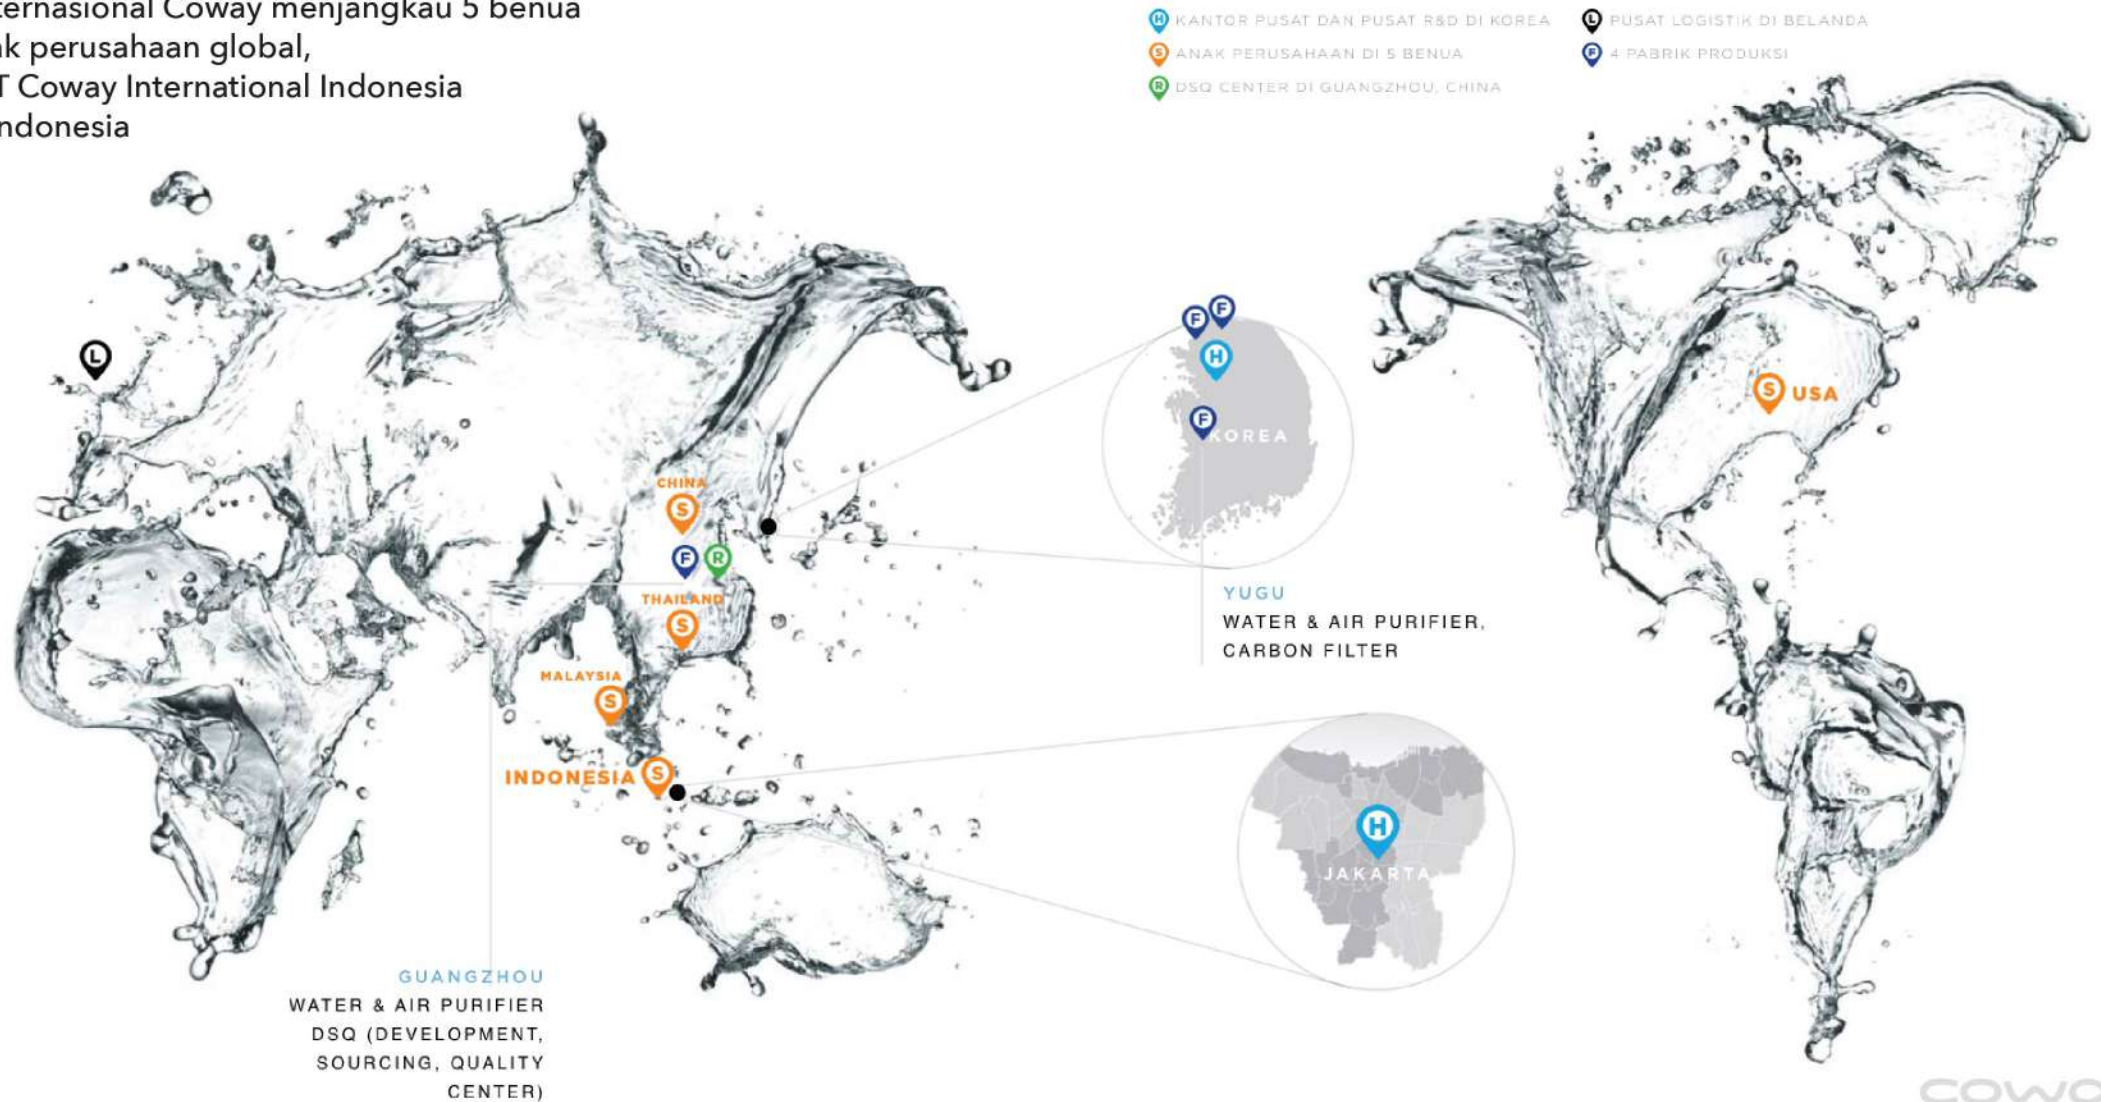 ternasional Coway menjangkau 5 benua
ak perusahaan global,
T Coway International Indonesia
ndonesia
H KANTOR PUSAT DAN PUSAT R&D DI KOREA
S ANAK PERUSAHAAN DI 5 BENUA
R DSQ CENTER DI GUANGZHOU, CHINA
L PUSAT LOGISTIK DI BELANDA
F 4 PABRIK PRODUKSI
L
F F
H
F
KOREA
S USA
CHINA
S
F R
THAILAND
S
MALAYSIA
S
INDONESIA S
YUGU
WATER & AIR PURIFIER,
CARBON FILTER
H
JAKARTA
GUANGZHOU
WATER & AIR PURIFIER
DSQ (DEVELOPMENT,
SOURCING, QUALITY
CENTER)
cowa